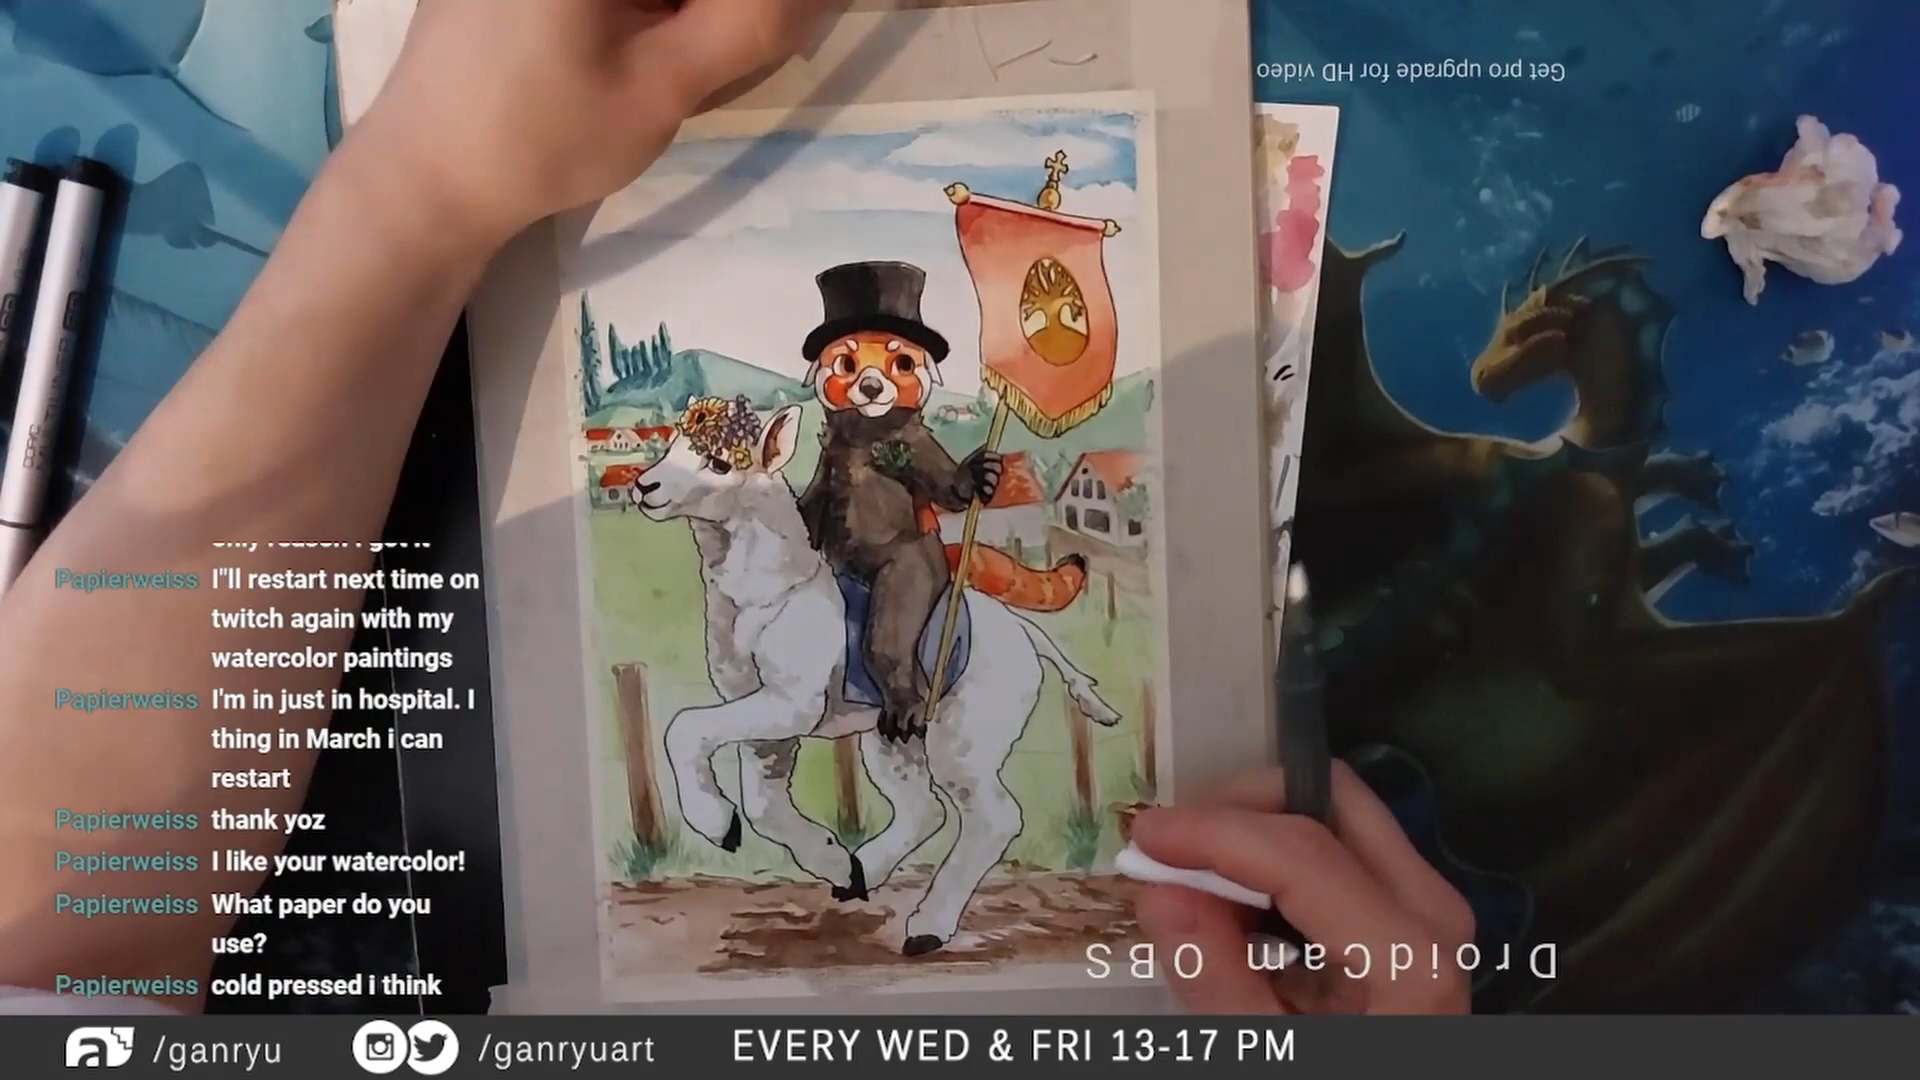 Get pro upgrade for HD video
Papierweiss I"ll restart next time on
twitch again with my
watercolor paintings
Papierweiss I'm in just in hospital. I
thing in March i can
restart
Papierweiss thank yoz
Papierweiss I like your watercolor!
Papierweiss What paper do you
use?
Papierweiss cold pressed i think
DroidCam OBS
/ganryu /ganryuart EVERY WED & FRI 13-17 PM